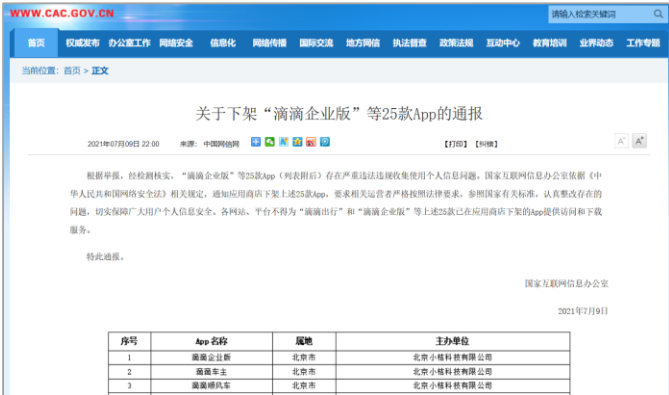 WWW.CAC.GOV.CN
请输入检索关键词
首页 权威发布 办公室工作 网络安全 信息化 网络传播 国际交流 地方网信 执法督查 政策法规 互动中心 教育培训 业界动态 工作专题
当前位置：首页 > 正文
关于下架“滴滴企业版”等25款App的通报
2021年07月09日 22:00 来源： 中国网信网 【打印】【纠错】
A- A+
根据举报，经检测核实，“滴滴企业版”等25款App（列表附后）存在严重违法违规收集使用个人信息问题，国家互联网信息办公室依据《中
华人民共和国网络安全法》相关规定，通知应用商店下架上述25款App，要求相关运营者严格按照法律要求，参照国家有关标准，认真整改存在的
问题，切实保障广大用户个人信息安全。各网站、平台不得为“滴滴出行”和“滴滴企业版”等上述25款已在应用商店下架的App提供访问和下载
服务。
特此通报。
国家互联网信息办公室
2021年7月9日
序号 App 名称 属地 主办单位
1 滴滴企业版 北京市 北京小桔科技有限公司
2 滴滴车主 北京市 北京小桔科技有限公司
3 滴滴顺风车 北京市 北京小桔科技有限公司